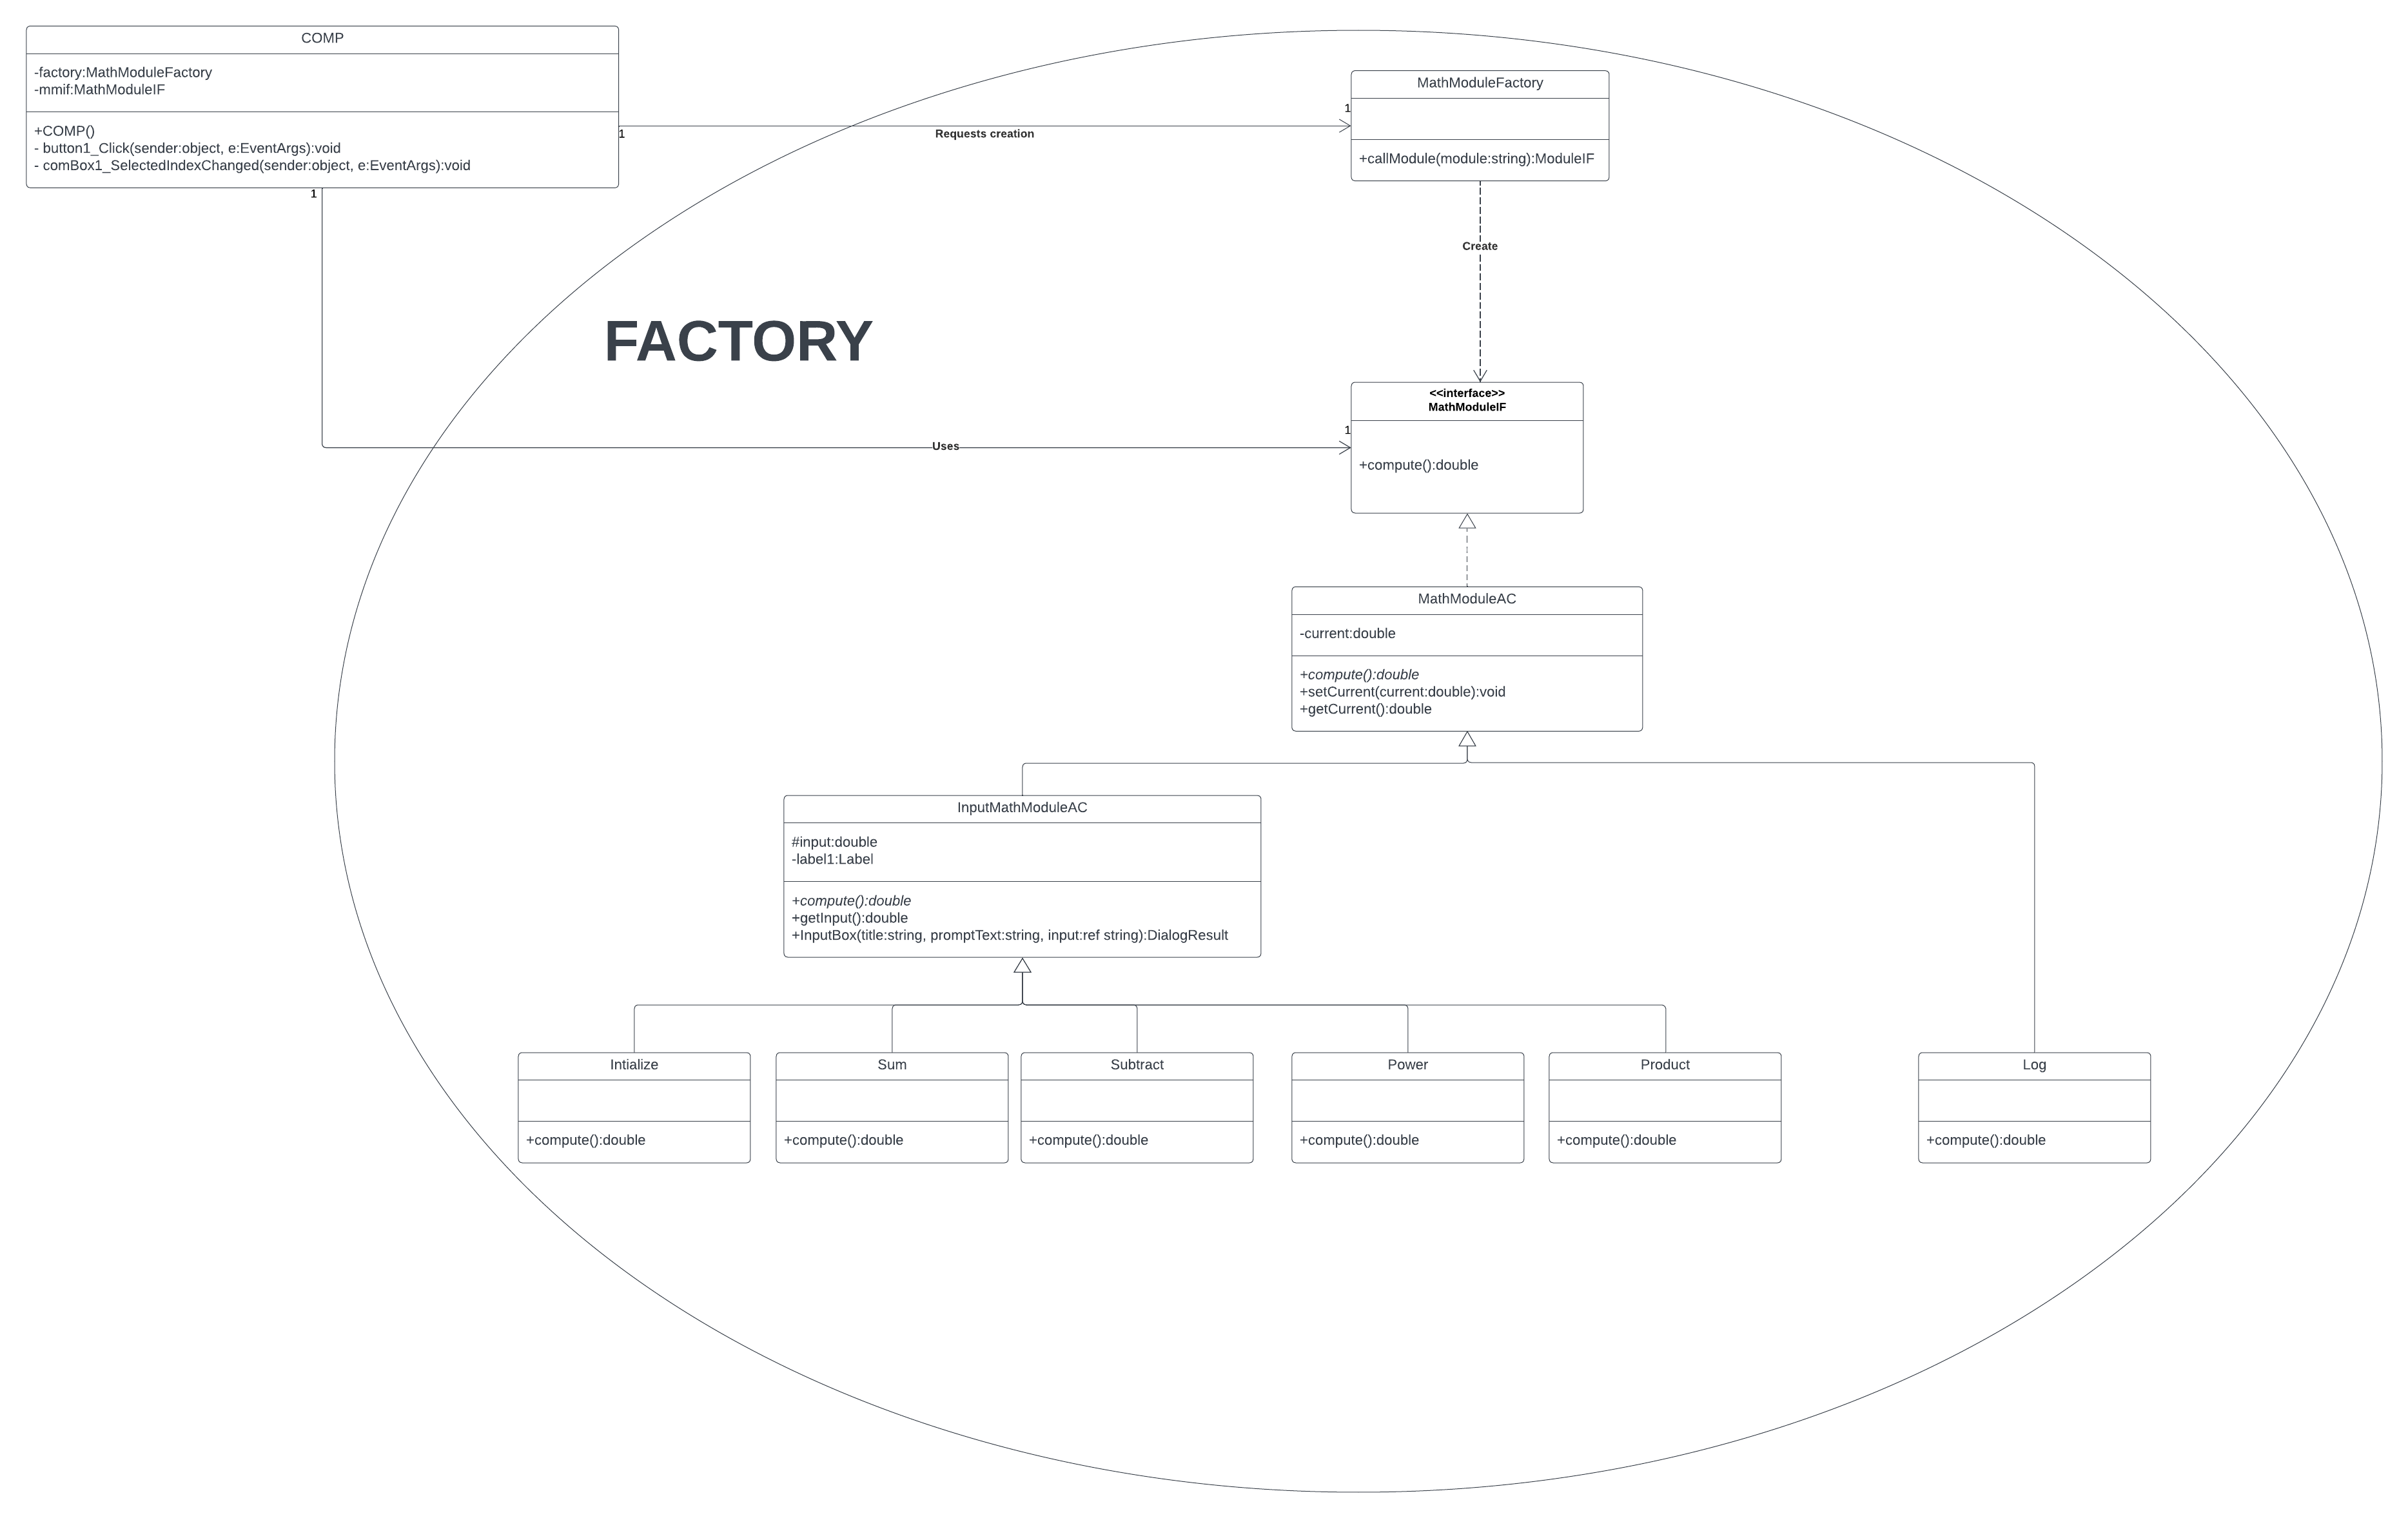 COMP
-factory:MathModuleFactory
-mmif:MathModuleIF
+COMP()
- button1_Click(sender:object, e:EventArgs):void
- comBox1_SelectedIndexChanged(sender:object, e:EventArgs):void
1
1
Requests creation
1
MathModuleFactory
+callModule(module:string):ModuleIF
Create
FACTORY
Uses
1
<<interface>>
MathModuleIF
+compute():double
MathModuleAC
-current:double
+compute():double
+setCurrent(current:double):void
+getCurrent():double
InputMathModuleAC
#input:double
-label1:Label
+compute():double
+getInput():double
+InputBox(title:string, promptText:string, input:ref string):DialogResult
Intialize
+compute():double
Sum
+compute():double
Subtract
+compute():double
Power
+compute():double
Product
+compute():double
Log
+compute():double